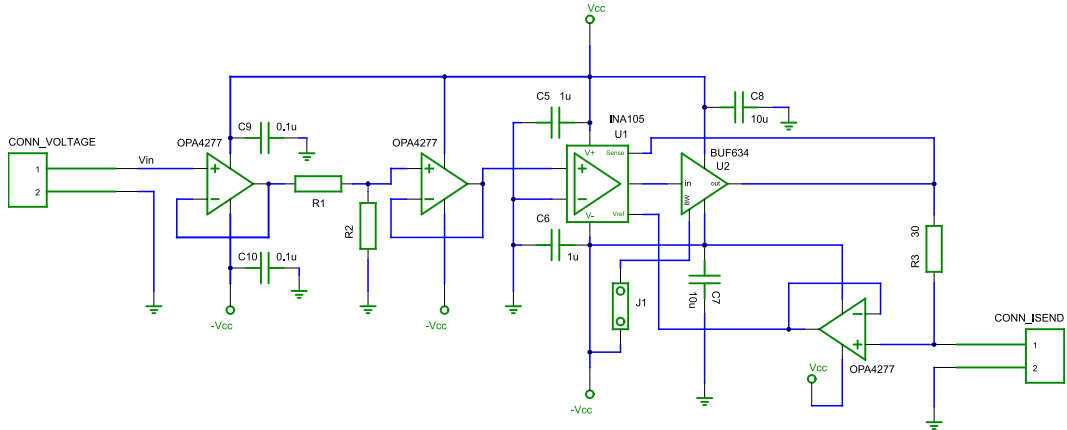 Vcc
C5 1u
C8
10u
INA105
U1
C9 0.1u
OPA4277
OPA4277
CONN_VOLTAGE
1
2
Vin
+
−
+
−
V+ Sense
V- Vref
+
−
BUF634
U2
in out
BW
R1
R2
C6
1u
C10 0.1u
-Vcc
-Vcc
J1
C7
10u
30
R3
−
+
OPA4277
Vcc
-Vcc
CONN_ISEND
1
2